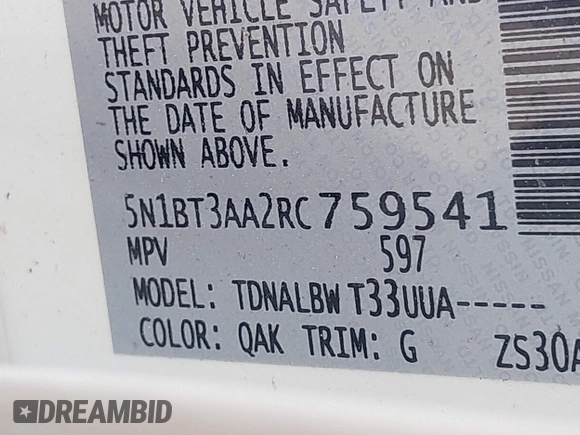 MOTOR VEHICLE SAFETY AND
THEFT PREVENTION
STANDARDS IN EFFECT ON
THE DATE OF MANUFACTURE
SHOWN ABOVE.
5N1BT3AA2RC759541
MPV 597
MODEL: TDNALBW T33UUA-----
COLOR: QAK TRIM: G ZS30A
DREAMBID